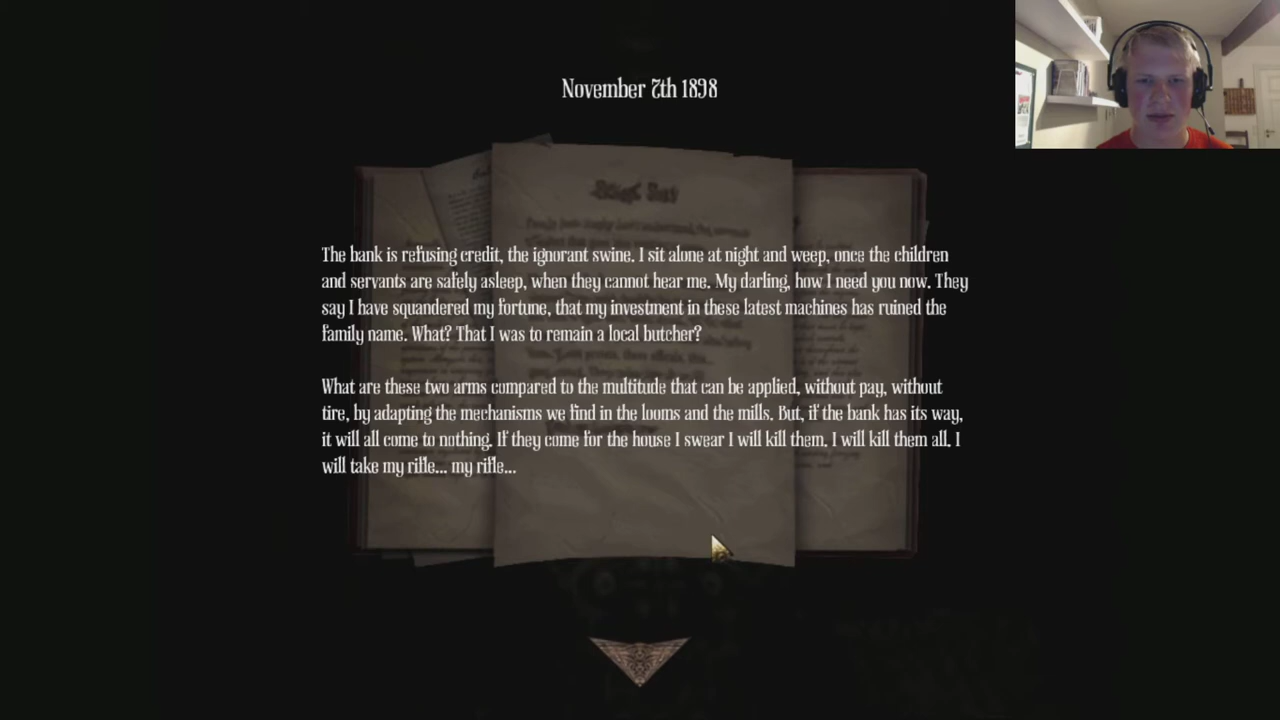 November 7th 1898
The bank is refusing credit, the ignorant swine. I sit alone at night and weep, once the children
and servants are safely asleep, when they cannot hear me. My darling, how I need you now. They
say I have squandered my fortune, that my investment in these latest machines has ruined the
family name. What? That I was to remain a local butcher?
What are these two arms compared to the multitude that can be applied, without pay, without
tire, by adapting the mechanisms we find in the looms and the mills. But, if the bank has its way,
it will all come to nothing. If they come for the house I swear I will kill them. I will kill them all. I
will take my rifle... my rifle...